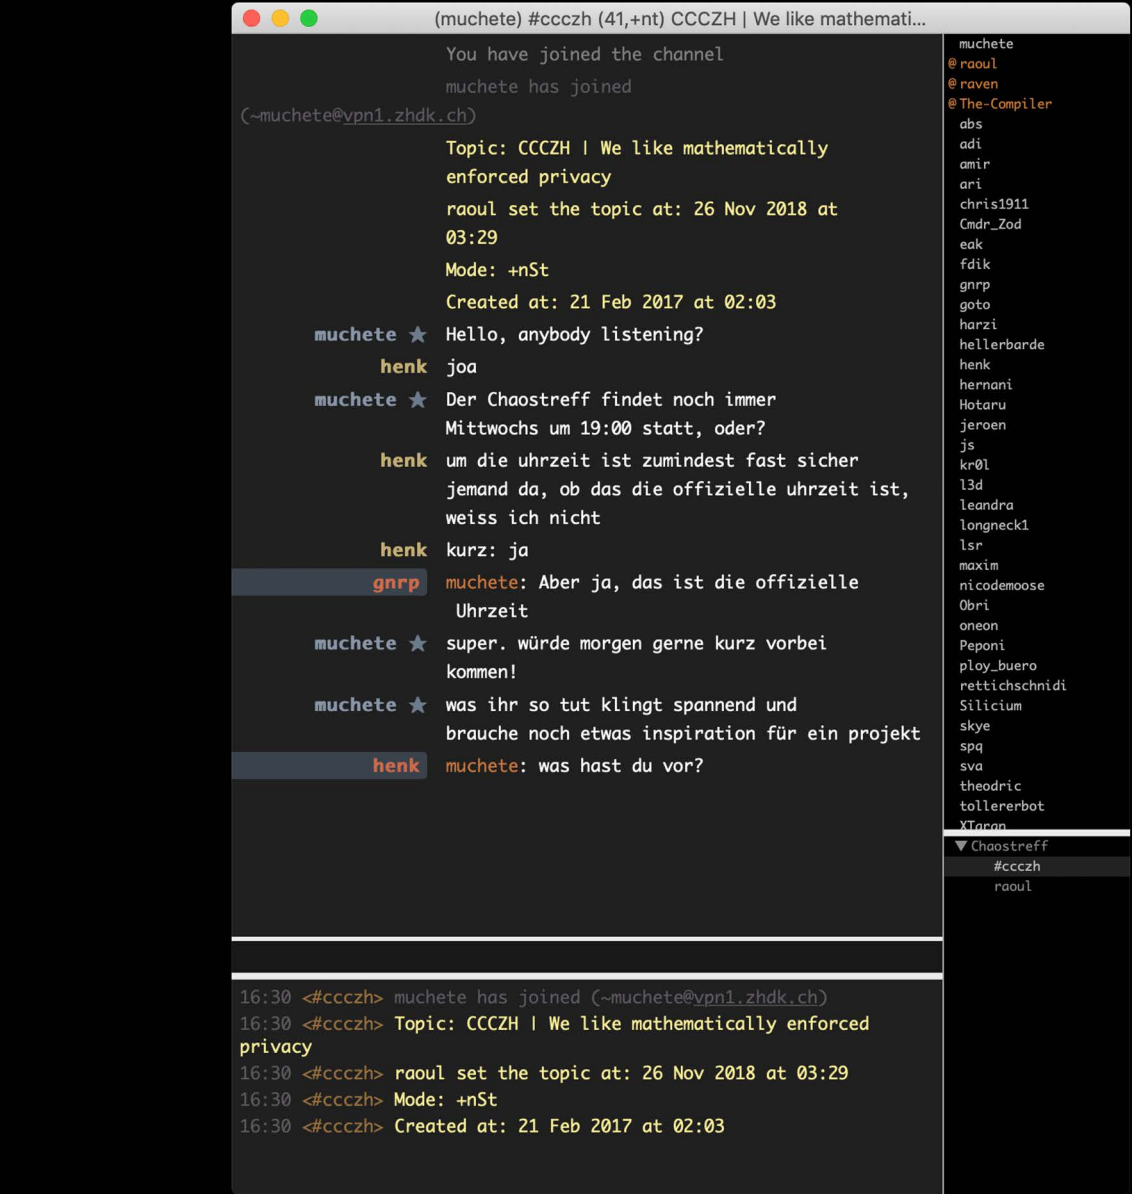 (muchete) #ccczh (41,+nt) CCCZH | We like mathemati...
You have joined the channel
muchete has joined
(~muchete@vpn1.zhdk.ch)
Topic: CCCZH | We like mathematically
enforced privacy
raoul set the topic at: 26 Nov 2018 at
03:29
Mode: +nSt
Created at: 21 Feb 2017 at 02:03
muchete ★ Hello, anybody listening?
henk joa
muchete ★ Der Chaostreff findet noch immer
Mittwochs um 19:00 statt, oder?
henk um die uhrzeit ist zumindest fast sicher
jemand da, ob das die offizielle uhrzeit ist,
weiss ich nicht
henk kurz: ja
gnrp muchete: Aber ja, das ist die offizielle
Uhrzeit
muchete ★ super. würde morgen gerne kurz vorbei
kommen!
muchete ★ was ihr so tut klingt spannend und
brauche noch etwas inspiration für ein projekt
henk muchete: was hast du vor?
16:30 <#ccczh> muchete has joined (~muchete@vpn1.zhdk.ch)
16:30 <#ccczh> Topic: CCCZH | We like mathematically enforced
privacy
16:30 <#ccczh> raoul set the topic at: 26 Nov 2018 at 03:29
16:30 <#ccczh> Mode: +nSt
16:30 <#ccczh> Created at: 21 Feb 2017 at 02:03
muchete
@raoul
@raven
@The-Compiler
abs
adi
amir
ari
chris1911
Cmdr_Zod
eak
fdik
gnrp
goto
harzi
hellerbarde
henk
hernani
Hotaru
jeroen
js
kr0l
l3d
leandra
longneck1
lsr
maxim
nicodemoose
Obri
oneon
Peponi
ploy_buero
rettichschnidi
Silicium
skye
spq
sva
theodric
tollererbot
XTaran
▼ Chaostreff
#ccczh
raoul